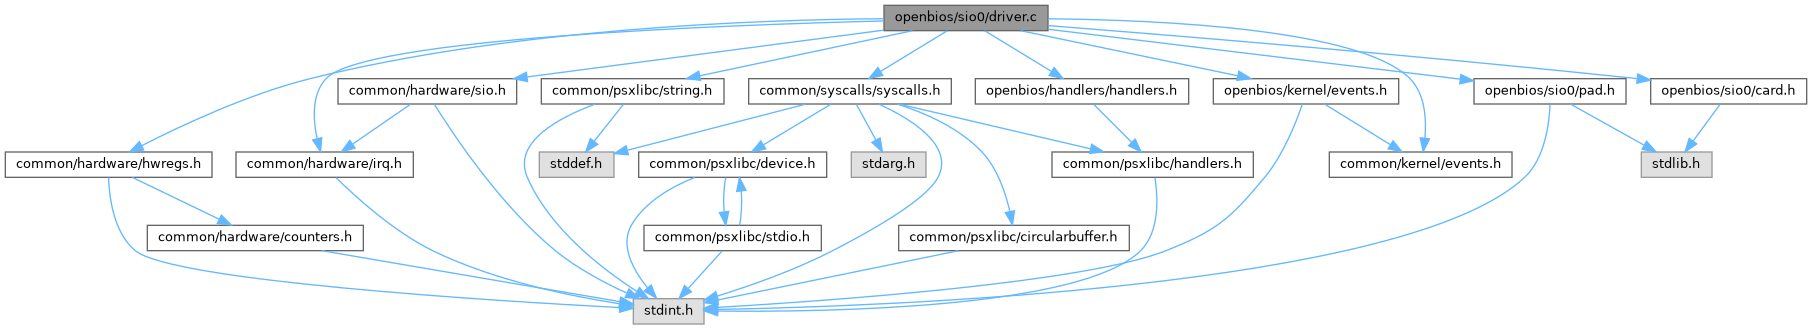 openbios/sio0/driver.c
common/hardware/sio.h
common/psxlibc/string.h
common/syscalls/syscalls.h
openbios/handlers/handlers.h
openbios/kernel/events.h
openbios/sio0/pad.h
openbios/sio0/card.h
common/hardware/hwregs.h
common/hardware/irq.h
stddef.h
common/psxlibc/device.h
stdarg.h
common/psxlibc/handlers.h
common/kernel/events.h
stdlib.h
common/hardware/counters.h
common/psxlibc/stdio.h
common/psxlibc/circularbuffer.h
stdint.h